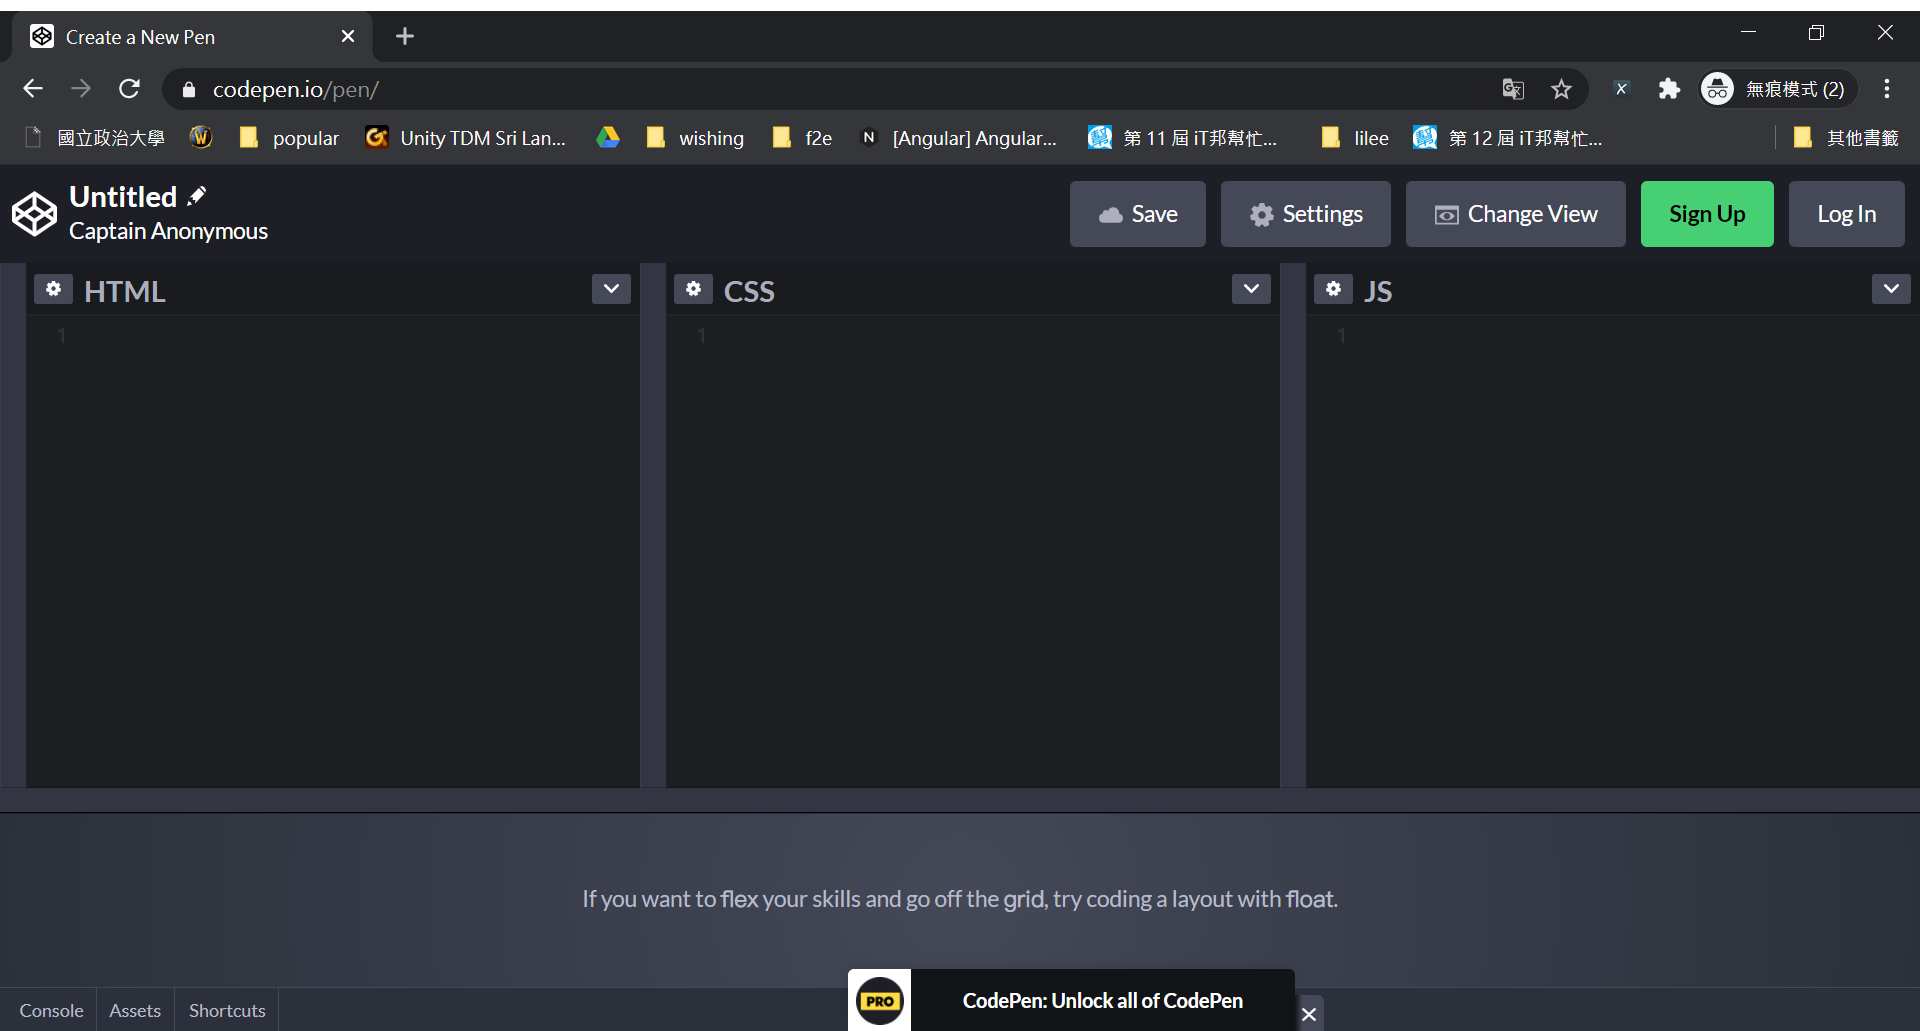 Create a New Pen
codepen.io/pen/
X
無痕模式 (2)
國立政治大學
W
popular
Unity TDM Sri Lan...
wishing
f2e
N
[Angular] Angular...
第 11 屆 iT邦幫忙...
lilee
第 12 屆 iT邦幫忙...
其他書籤
Untitled
Captain Anonymous
Save
Settings
Change View
Sign Up
Log In
HTML
CSS
JS
1
1
1
If you want to flex your skills and go off the grid, try coding a layout with float.
Console
Assets
Shortcuts
PRO
CodePen: Unlock all of CodePen